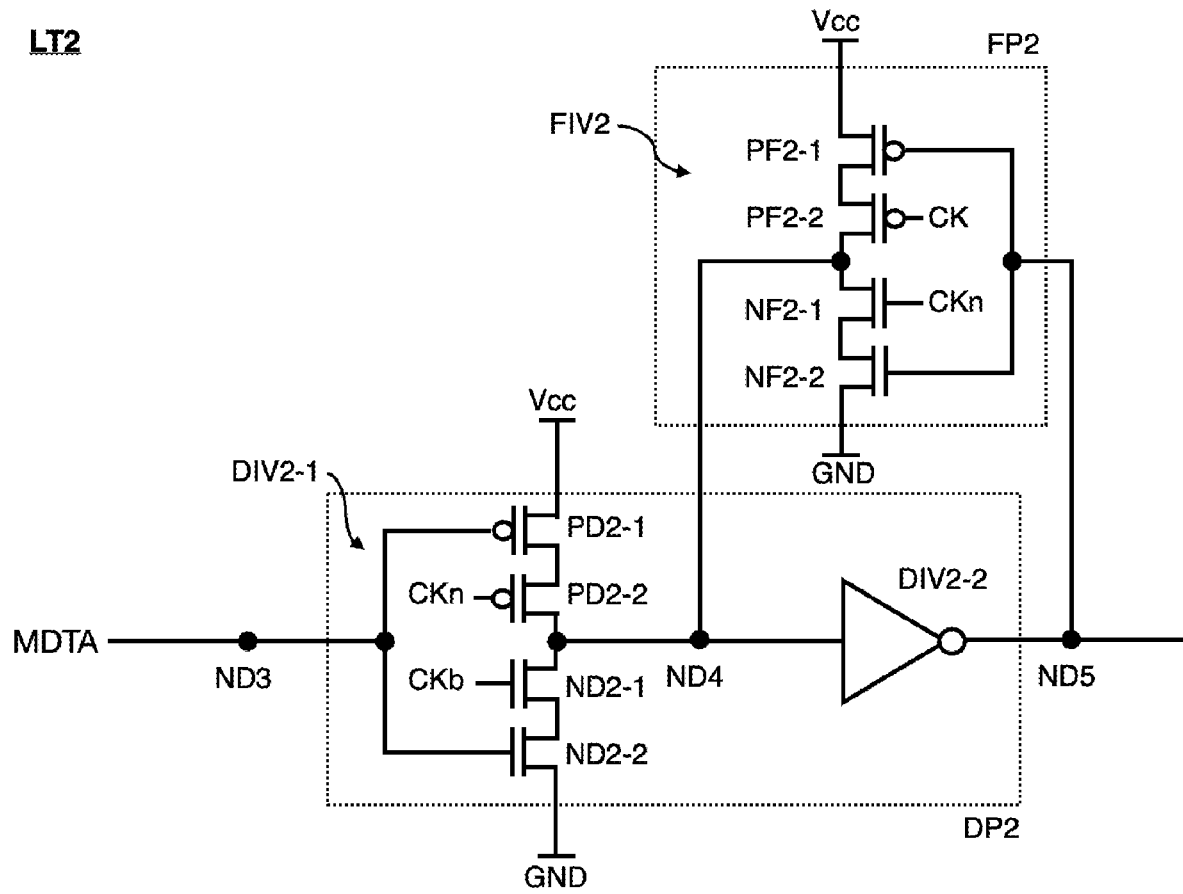 LT2
Vcc
FP2
FIV2
PF2-1
PF2-2
CK
NF2-1
CKn
NF2-2
GND
Vcc
DIV2-1
PD2-1
CKn
PD2-2
DIV2-2
MDTA
ND3
CKb
ND2-1
ND4
ND5
ND2-2
DP2
GND